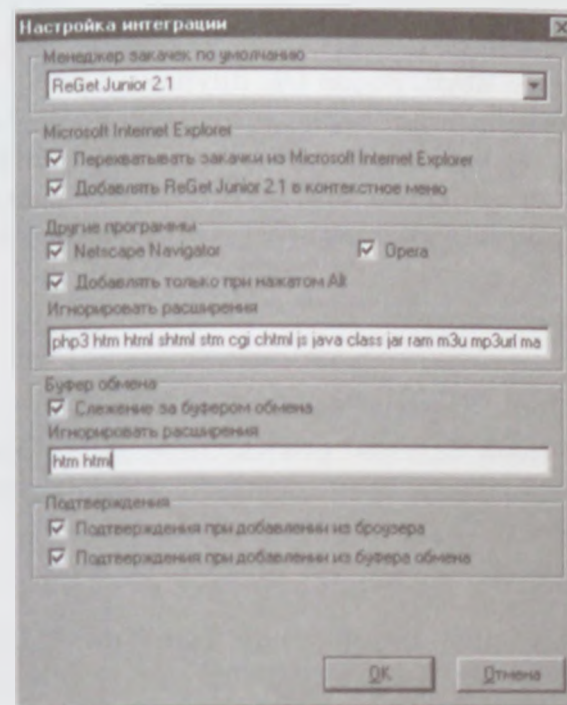 Настройка интеграции
Менеджер закачек по умолчанию
ReGet Junior 2.1
Microsoft Internet Explorer
Перехватывать закачки из Microsoft Internet Explorer
Добавлять ReGet Junior 2.1 в контекстное меню
Другие программы
Netscape Navigator Opera
Добавлять только при нажатом Alt
Игнорировать расширения
php3 htm html shtml stm cgi chtml js java class jar ram m3u mp3url ma
Буфер обмена
Слежение за буфером обмена
Игнорировать расширения
htm html
Подтверждения
Подтверждения при добавлении из броузера
Подтверждения при добавлении из буфера обмена
OK Отмена